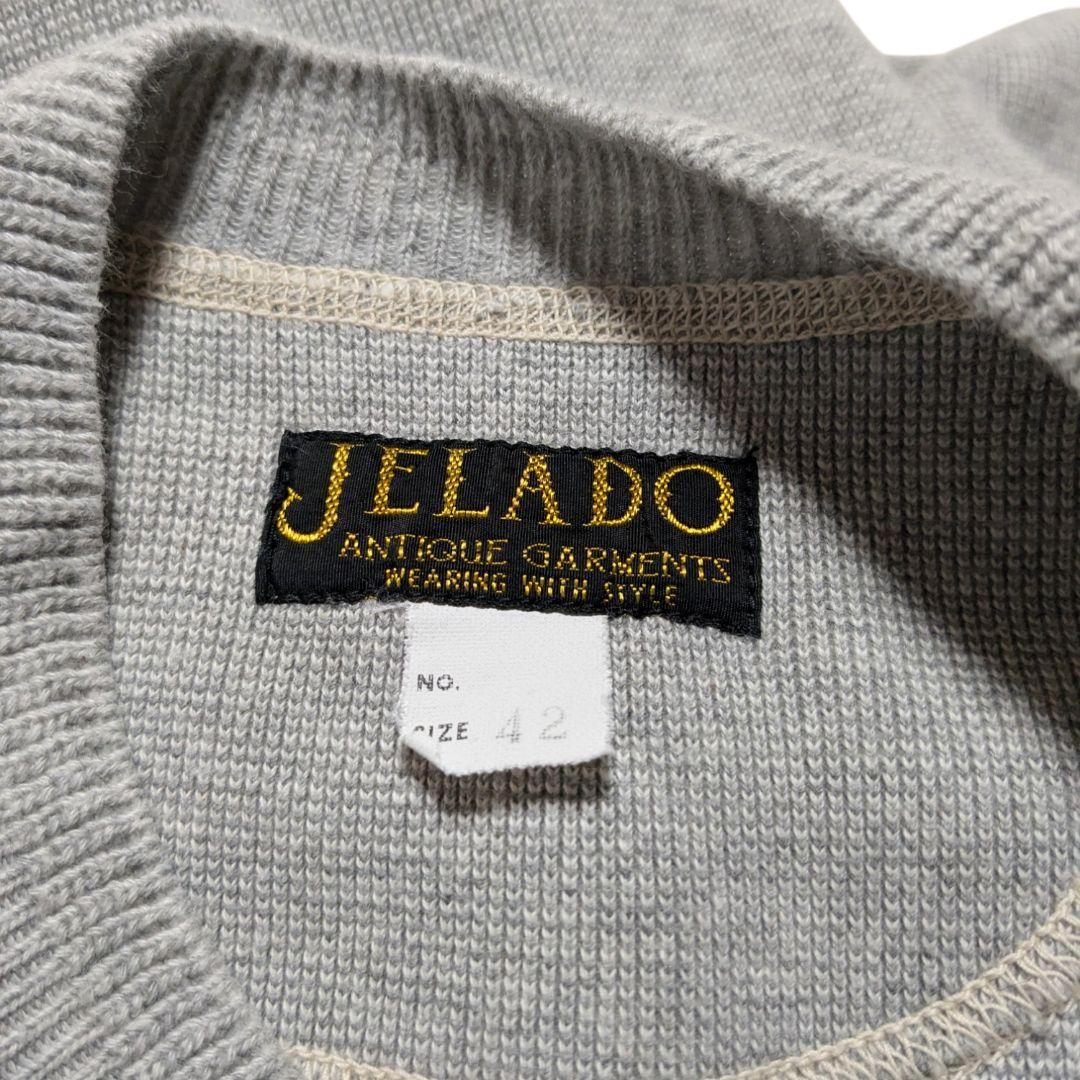 JELADO
ANTIQUE GARMENTS
WEARING WITH STYLE
NO.
SIZE 42